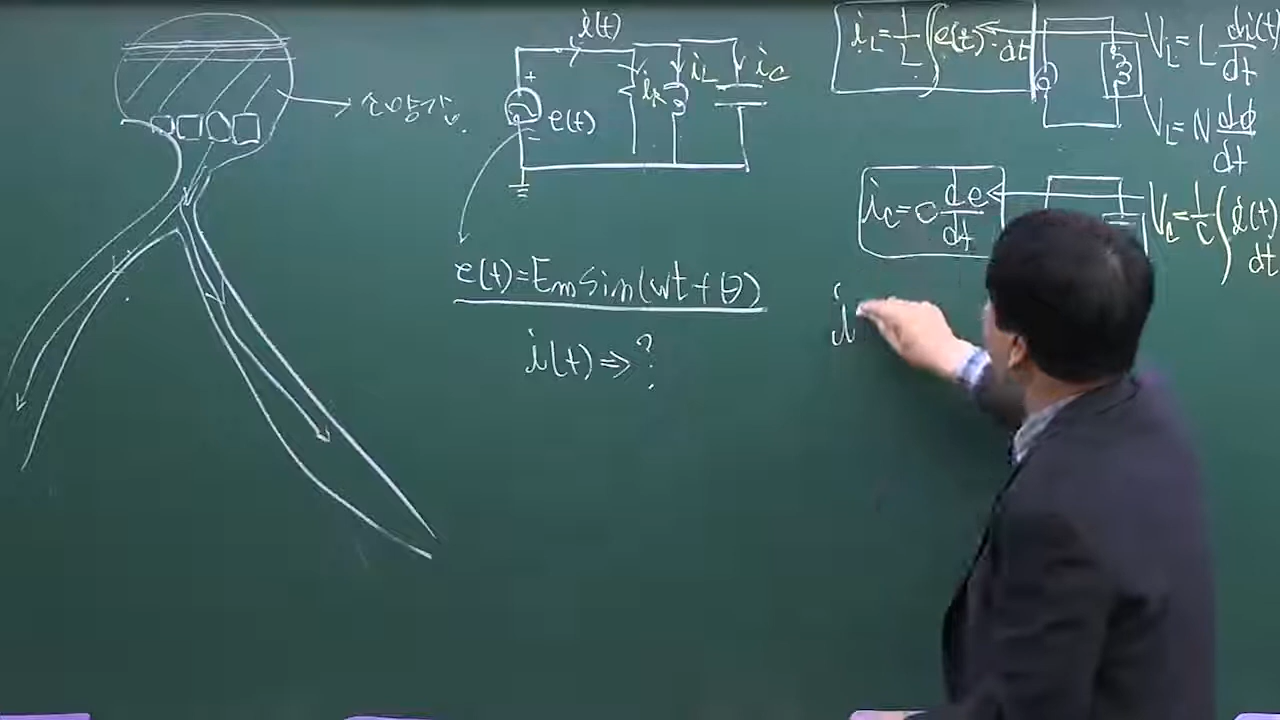 i(t)
+
-
e(t)
iR
iL
iC
e(t)=Em sin(wt+θ)
i(t)⇒?
iL=1/L∫e(t)·dt
VL=L di(t)/dt
VL=N dφ/dt
iC=C de/dt
VC=1/C∫i(t)dt
i